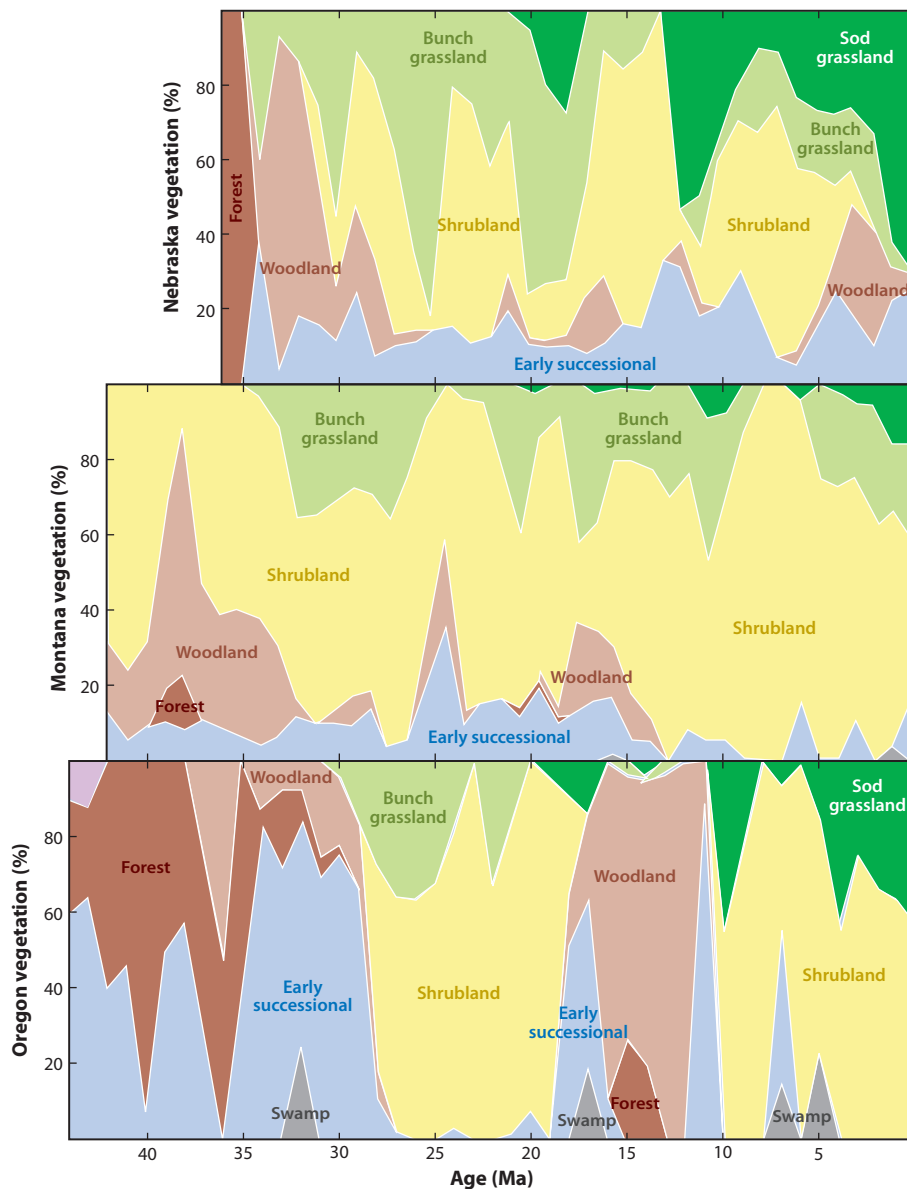 Nebraska vegetation (%)
80
60
40
20
Forest
Woodland
Bunch
grassland
Shrubland
Early successional
Sod
grassland
Bunch
grassland
Shrubland
Woodland
Montana vegetation (%)
80
60
40
20
Bunch
grassland
Bunch
grassland
Shrubland
Woodland
Forest
Woodland
Shrubland
Early successional
Oregon vegetation (%)
80
60
40
20
Forest
Woodland
Bunch
grassland
Woodland
Sod
grassland
Early
successional
Shrubland
Early
successional
Shrubland
Swamp
Swamp
Forest
Swamp
40
35
30
25
20
15
10
5
Age (Ma)